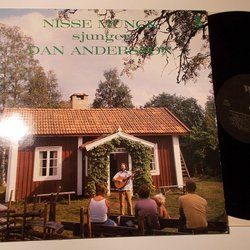 NISSE MUNCK
sjunger
DAN ANDERSSON